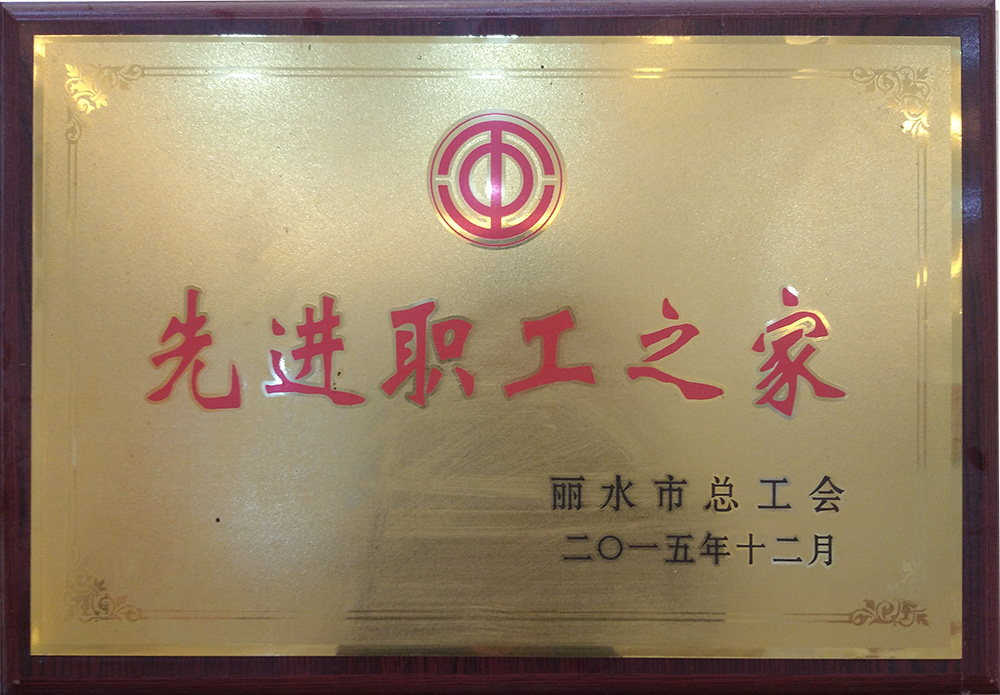 先进职工之家
丽水市总工会
二〇一五年十二月